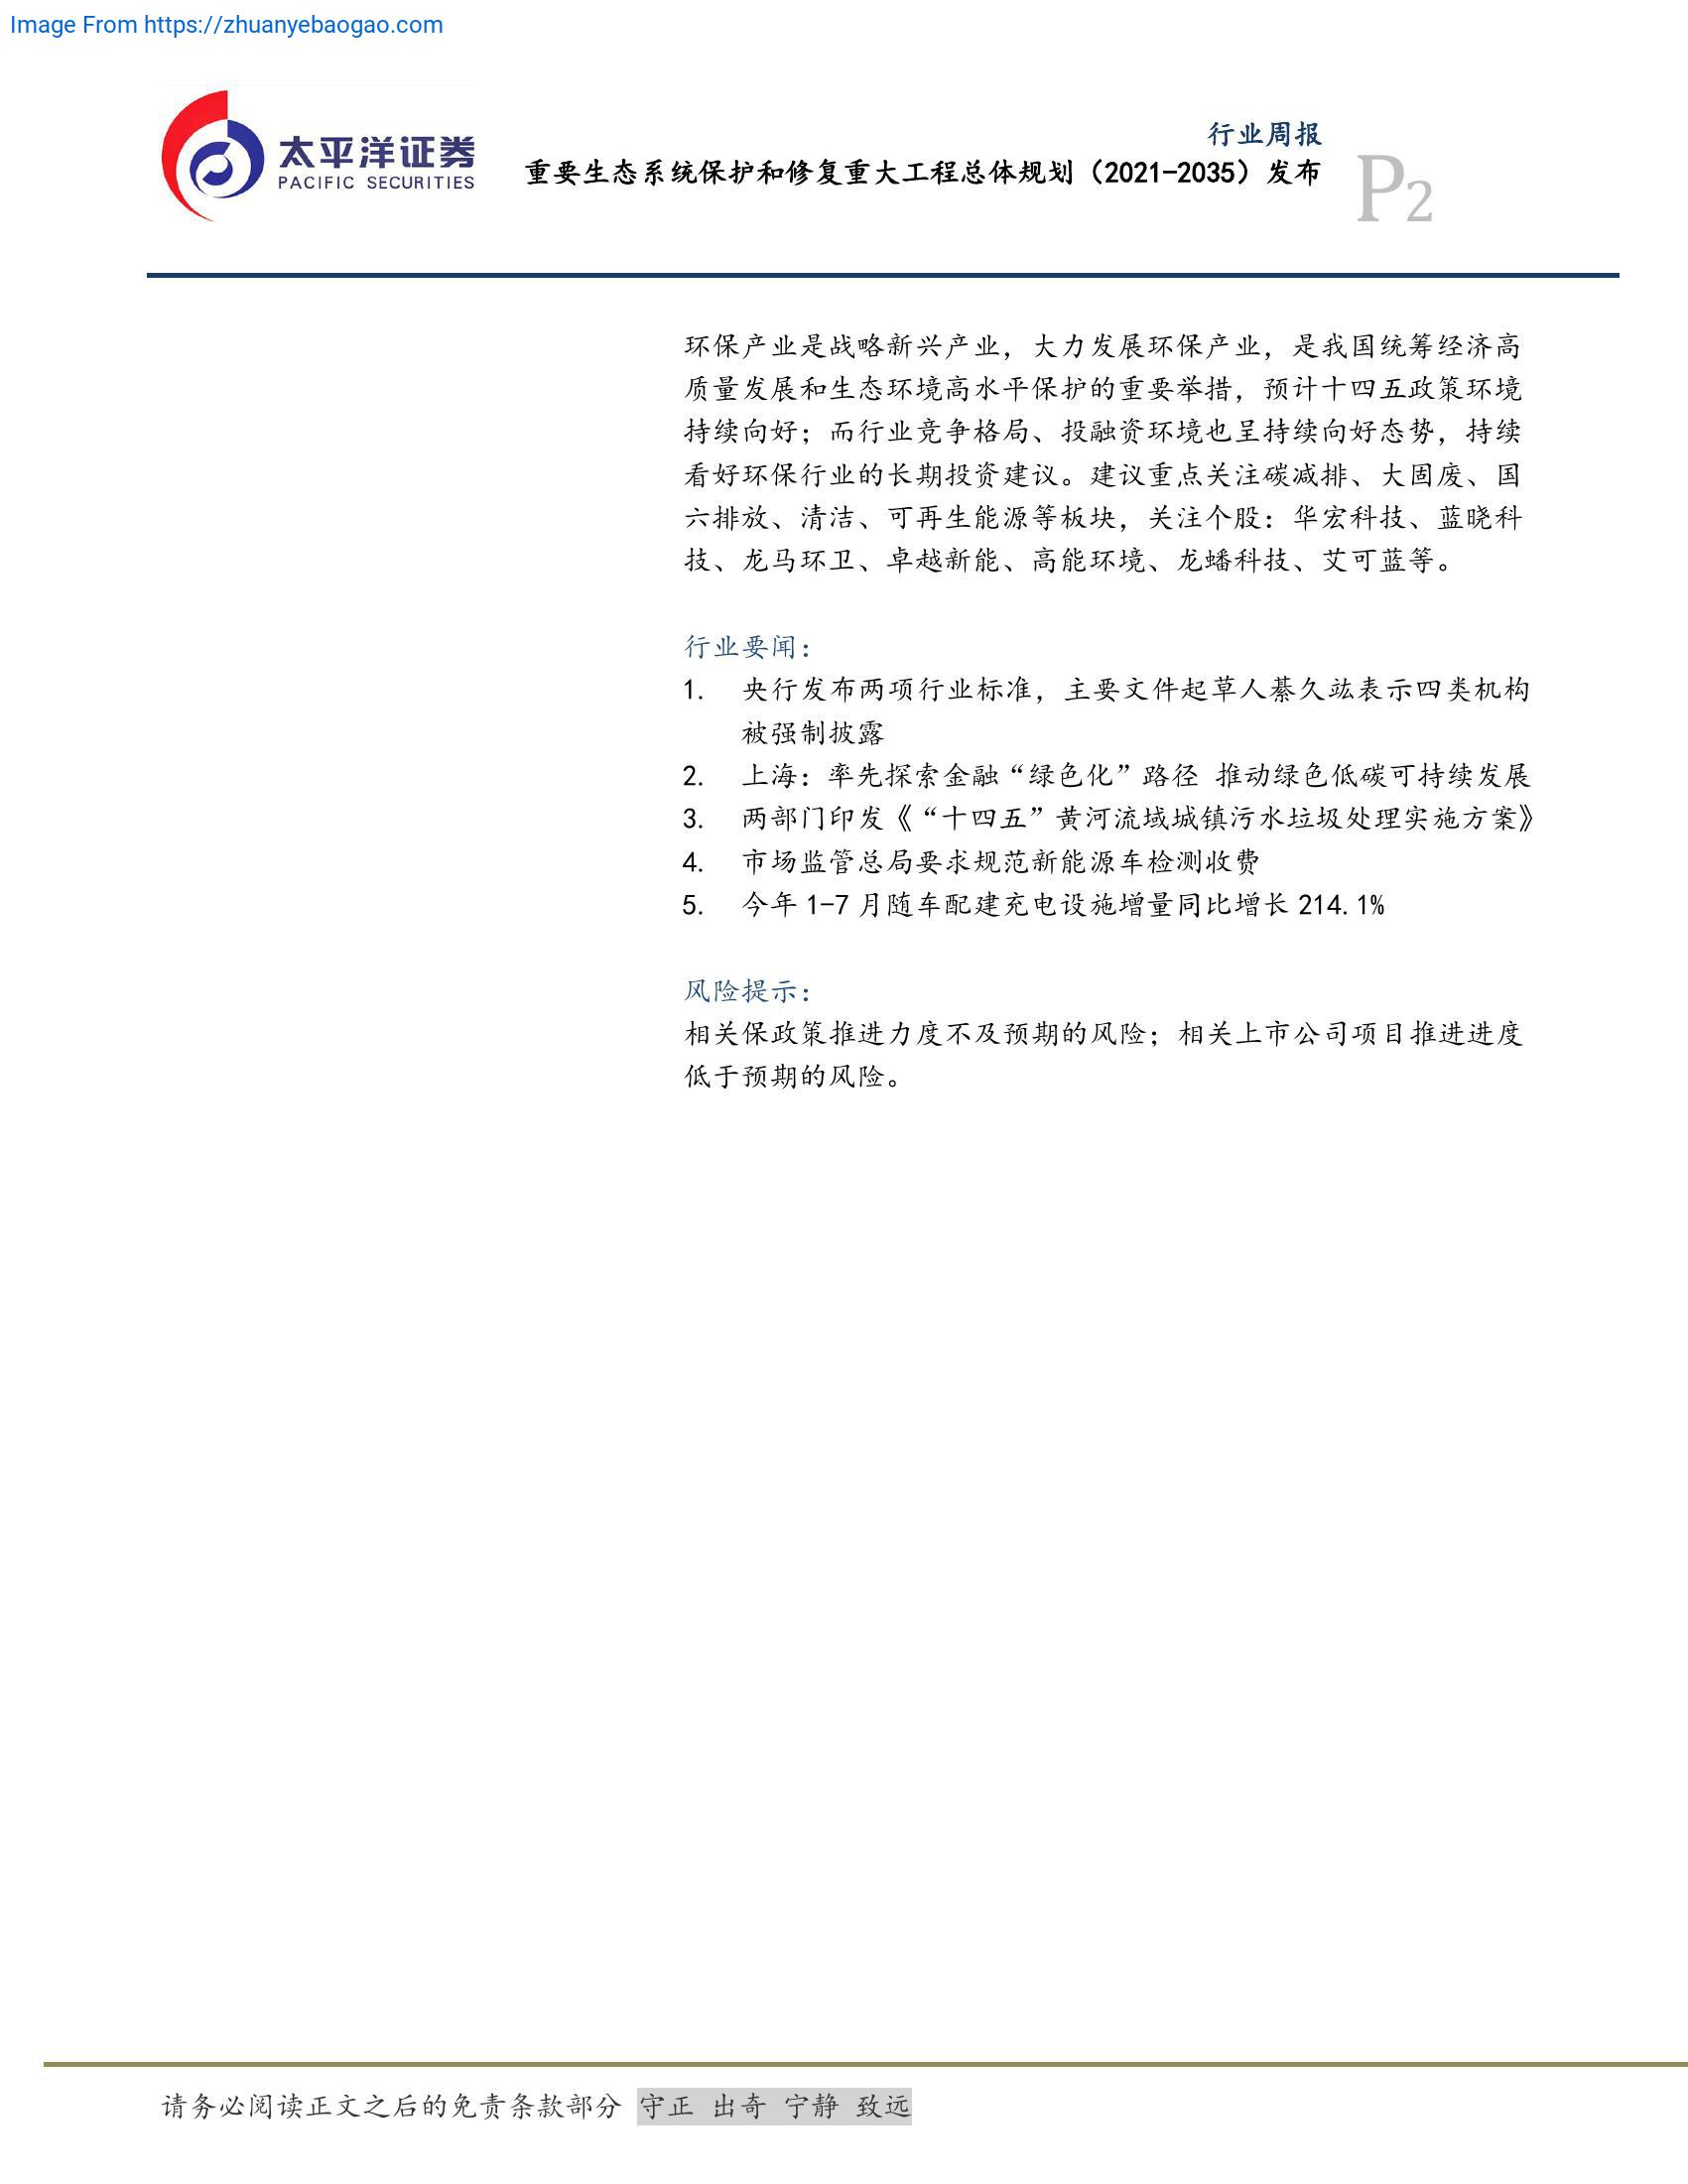 Image From https://zhuanyebaogao.com
太平洋证券
PACIFIC SECURITIES
行业周报
重要生态系统保护和修复重大工程总体规划（2021-2035）发布
P2
环保产业是战略新兴产业，大力发展环保产业，是我国统筹经济高
质量发展和生态环境高水平保护的重要举措，预计十四五政策环境
持续向好；而行业竞争格局、投融资环境也呈持续向好态势，持续
看好环保行业的长期投资建议。建议重点关注碳减排、大固废、国
六排放、清洁、可再生能源等板块，关注个股：华宏科技、蓝晓科
技、龙马环卫、卓越新能、高能环境、龙蟠科技、艾可蓝等。
行业要闻：
1. 央行发布两项行业标准，主要文件起草人綦久竑表示四类机构
被强制披露
2. 上海：率先探索金融“绿色化”路径 推动绿色低碳可持续发展
3. 两部门印发《“十四五”黄河流域城镇污水垃圾处理实施方案》
4. 市场监管总局要求规范新能源车检测收费
5. 今年 1-7 月随车配建充电设施增量同比增长 214.1%
风险提示：
相关保政策推进力度不及预期的风险；相关上市公司项目推进进度
低于预期的风险。
请务必阅读正文之后的免责条款部分 守正 出奇 宁静 致远